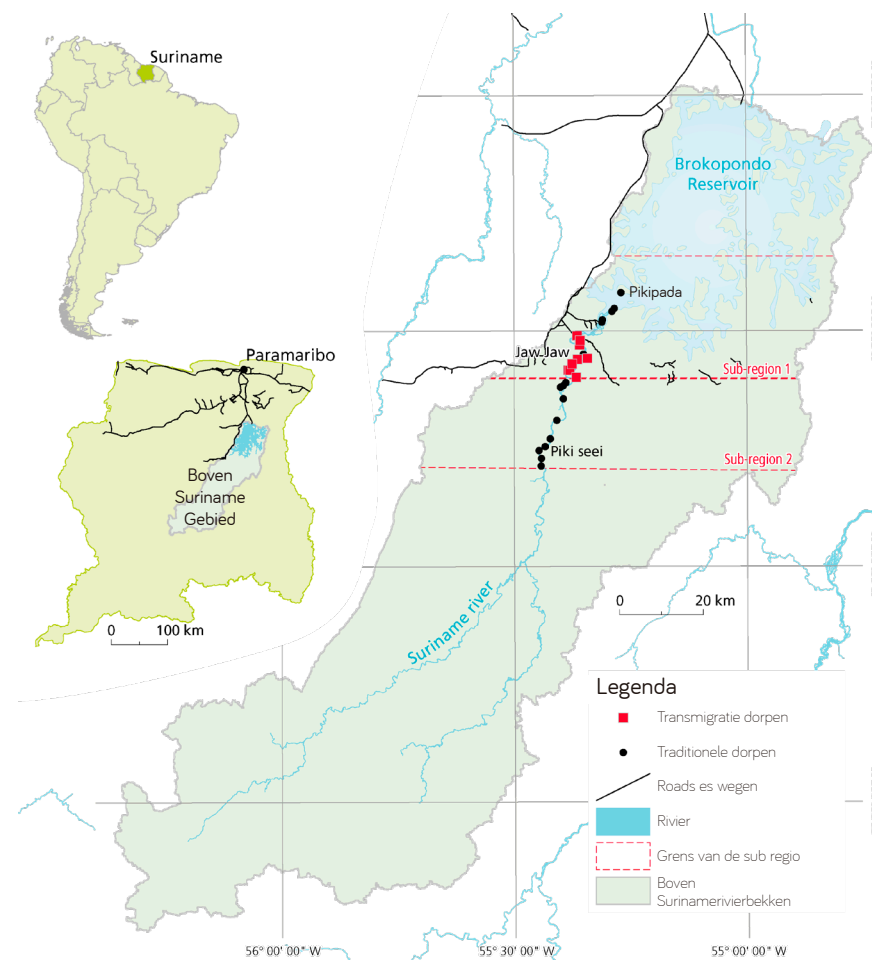 Suriname
Brokopondo
Reservoir
Pikipada
Jaw-Jaw
Sub-region 1
Piki seei
Sub-region 2
Paramaribo
Boven
Suriname
Gebied
0 100 km
Suriname river
0 20 km
Legenda
Transmigratie dorpen
Traditionele dorpen
Roads es wegen
Rivier
Grens van de sub regio
Boven
Surinamerivierbekken
56° 00' 00" W
55° 30' 00" W
55° 00' 00" W